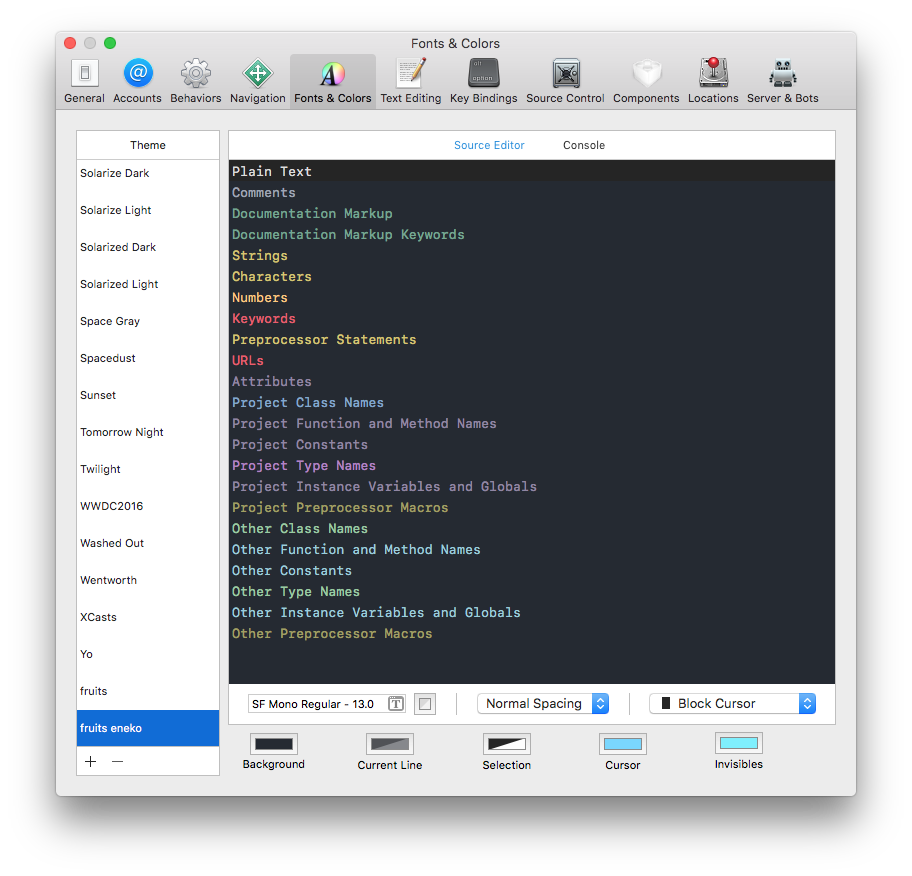 Fonts & Colors
General Accounts Behaviors Navigation Fonts & Colors Text Editing Key Bindings Source Control Components Locations Server & Bots
alt
option
Theme
Solarize Dark
Solarize Light
Solarized Dark
Solarized Light
Space Gray
Spacedust
Sunset
Tomorrow Night
Twilight
WWDC2016
Washed Out
Wentworth
XCasts
Yo
fruits
fruits eneko
Source Editor Console
Plain Text
Comments
Documentation Markup
Documentation Markup Keywords
Strings
Characters
Numbers
Keywords
Preprocessor Statements
URLs
Attributes
Project Class Names
Project Function and Method Names
Project Constants
Project Type Names
Project Instance Variables and Globals
Project Preprocessor Macros
Other Class Names
Other Function and Method Names
Other Constants
Other Type Names
Other Instance Variables and Globals
Other Preprocessor Macros
SF Mono Regular - 13.0 T Normal Spacing Block Cursor
Background Current Line Selection Cursor Invisibles